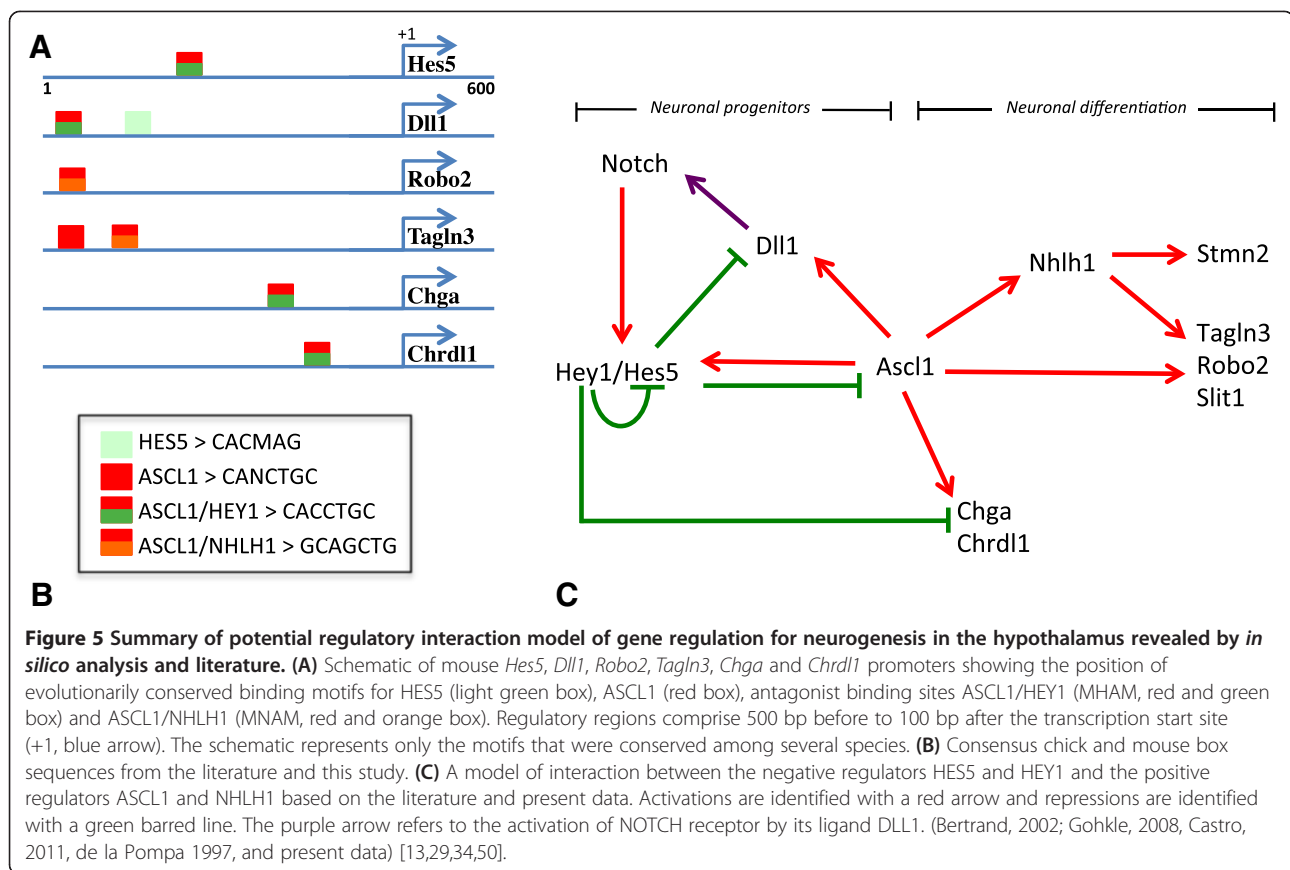 A
+1
Hes5
1
600
Dll1
Robo2
Tagln3
Chga
Chrdl1
HES5 > CACMAG
ASCL1 > CANCTGC
ASCL1/HEY1 > CACCTGC
ASCL1/NHLH1 > GCAGCTG
B
Neuronal progenitors
Neuronal differentiation
Notch
Dll1
Nhlh1
Stmn2
Tagln3
Robo2
Slit1
Hey1/Hes5
Ascl1
Chga
Chrdl1
C
Figure 5 Summary of potential regulatory interaction model of gene regulation for neurogenesis in the hypothalamus revealed by in
silico analysis and literature. (A) Schematic of mouse Hes5, Dll1, Robo2, Tagln3, Chga and Chrdl1 promoters showing the position of
evolutionarily conserved binding motifs for HES5 (light green box), ASCL1 (red box), antagonist binding sites ASCL1/HEY1 (MHAM, red and green
box) and ASCL1/NHLH1 (MNAM, red and orange box). Regulatory regions comprise 500 bp before to 100 bp after the transcription start site
(+1, blue arrow). The schematic represents only the motifs that were conserved among several species. (B) Consensus chick and mouse box
sequences from the literature and this study. (C) A model of interaction between the negative regulators HES5 and HEY1 and the positive
regulators ASCL1 and NHLH1 based on the literature and present data. Activations are identified with a red arrow and repressions are identified
with a green barred line. The purple arrow refers to the activation of NOTCH receptor by its ligand DLL1. (Bertrand, 2002; Gohkle, 2008, Castro,
2011, de la Pompa 1997, and present data) [13,29,34,50].